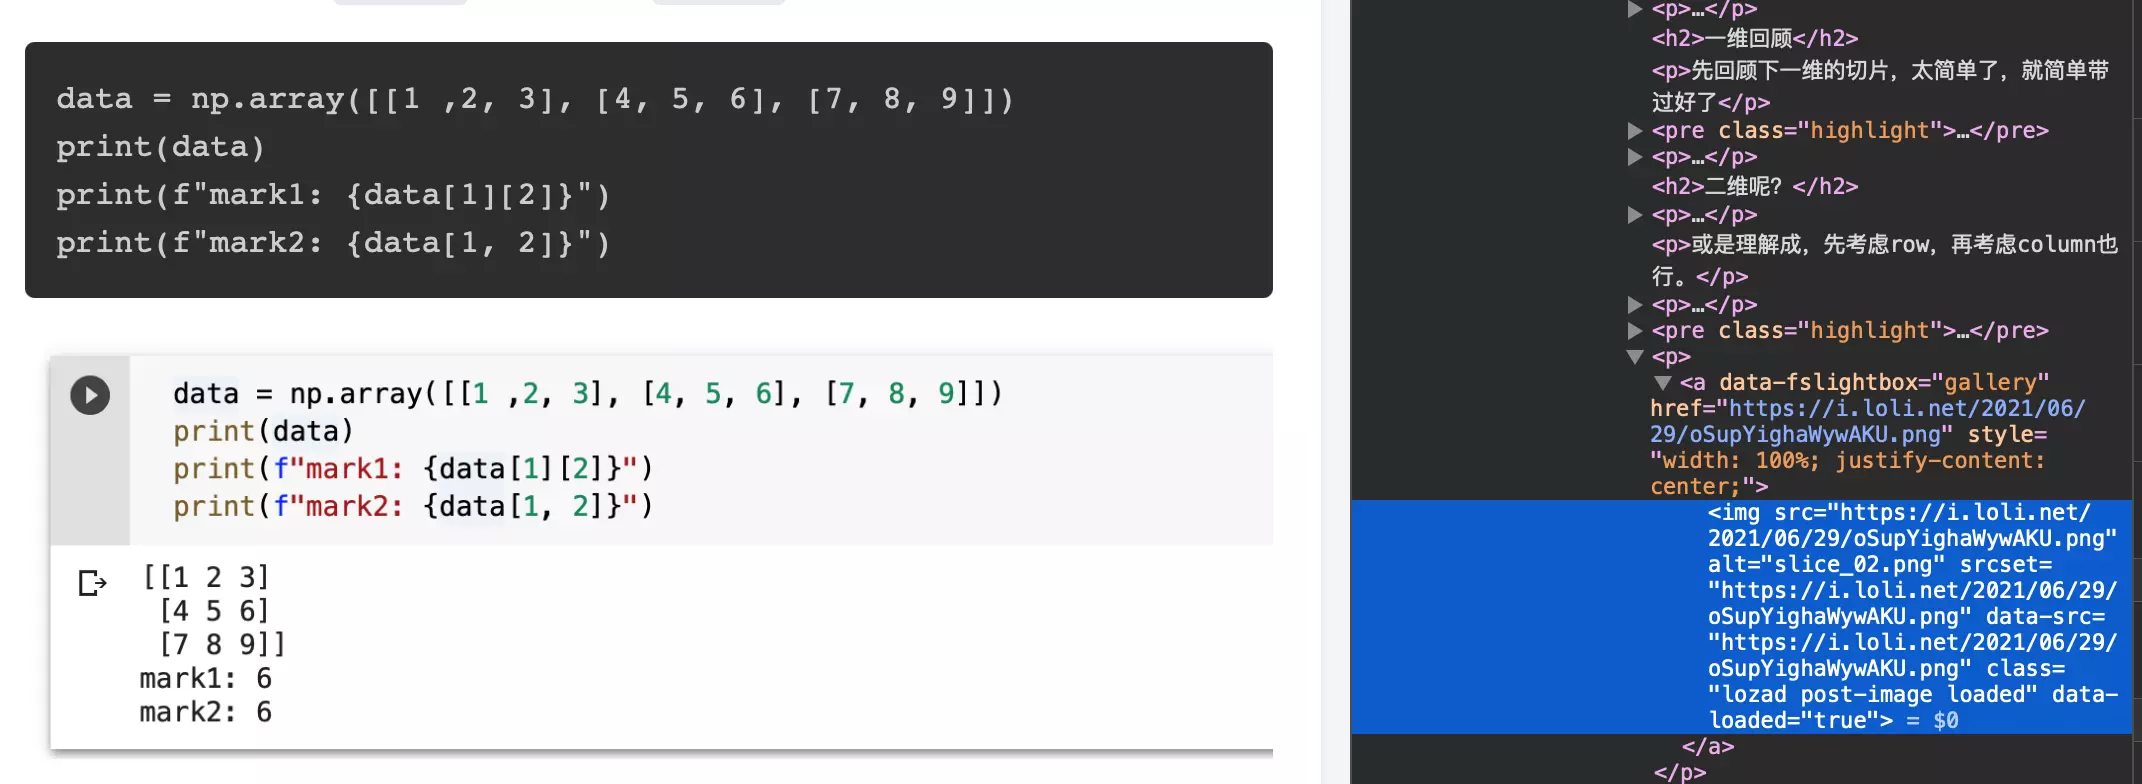 data = np.array([[1 ,2, 3], [4, 5, 6], [7, 8, 9]])
print(data)
print(f"mark1: {data[1][2]}")
print(f"mark2: {data[1, 2]}")
data = np.array([[1 ,2, 3], [4, 5, 6], [7, 8, 9]])
print(data)
print(f"mark1: {data[1][2]}")
print(f"mark2: {data[1, 2]}")
[[1 2 3]
[4 5 6]
[7 8 9]]
mark1: 6
mark2: 6
<p>…</p>
<h2>一维回顾</h2>
<p>先回顾下一维的切片，太简单了，就简单带
过好了</p>
<pre class="highlight">…</pre>
<p>…</p>
<h2>二维呢？</h2>
<p>…</p>
<p>或是理解成，先考虑row，再考虑column也
行。</p>
<p>…</p>
<pre class="highlight">…</pre>
<p>
<a data-fslightbox="gallery"
href="https://i.loli.net/2021/06/
29/oSupYighaWywAKU.png" style=
"width: 100%; justify-content:
center;">
<img src="https://i.loli.net/
2021/06/29/oSupYighaWywAKU.png"
alt="slice_02.png" srcset=
"https://i.loli.net/2021/06/29/
oSupYighaWywAKU.png" data-src=
"https://i.loli.net/2021/06/29/
oSupYighaWywAKU.png" class=
"lozad post-image loaded" data-
loaded="true"> = $0
</a>
</p>